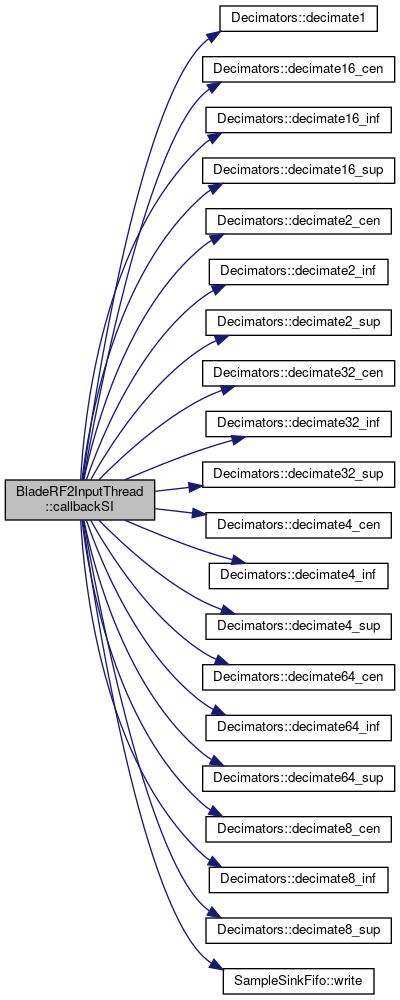 Decimators::decimate1
Decimators::decimate16_cen
Decimators::decimate16_inf
Decimators::decimate16_sup
Decimators::decimate2_cen
Decimators::decimate2_inf
Decimators::decimate2_sup
Decimators::decimate32_cen
Decimators::decimate32_inf
Decimators::decimate32_sup
BladeRF2InputThread
::callbackSI
Decimators::decimate4_cen
Decimators::decimate4_inf
Decimators::decimate4_sup
Decimators::decimate64_cen
Decimators::decimate64_inf
Decimators::decimate64_sup
Decimators::decimate8_cen
Decimators::decimate8_inf
Decimators::decimate8_sup
SampleSinkFifo::write